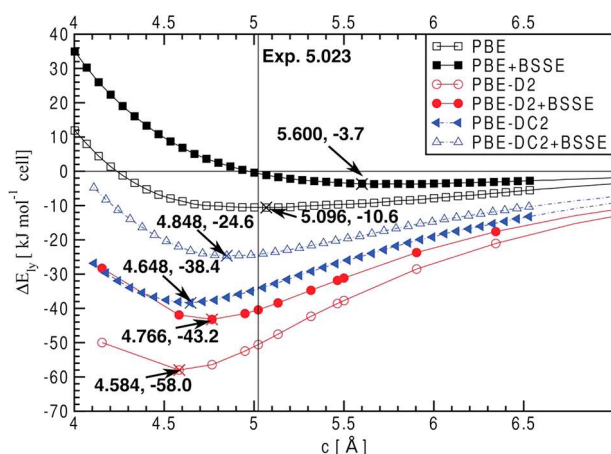 4 4.5 5 5.5 6 6.5
40
30
20
10
0
-10
-20
-30
-40
-50
-60
-70
ΔE_ly [ kJ mol⁻¹ cell]
Exp. 5.023
PBE
PBE+BSSE
PBE-D2
PBE-D2+BSSE
PBE-DC2
PBE-DC2+BSSE
5.600, -3.7
5.096, -10.6
4.848, -24.6
4.648, -38.4
4.766, -43.2
4.584, -58.0
4 4.5 5 5.5 6 6.5
c [ Å]